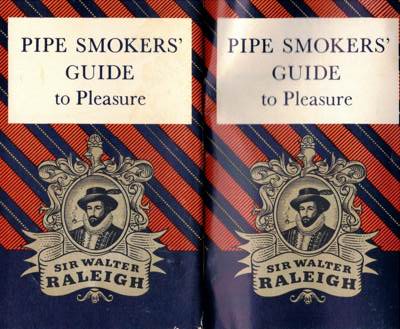 PIPE SMOKERS'
GUIDE
to Pleasure
SIR WALTER
RALEIGH
PIPE SMOKERS'
GUIDE
to Pleasure
SIR WALTER
RALEIGH